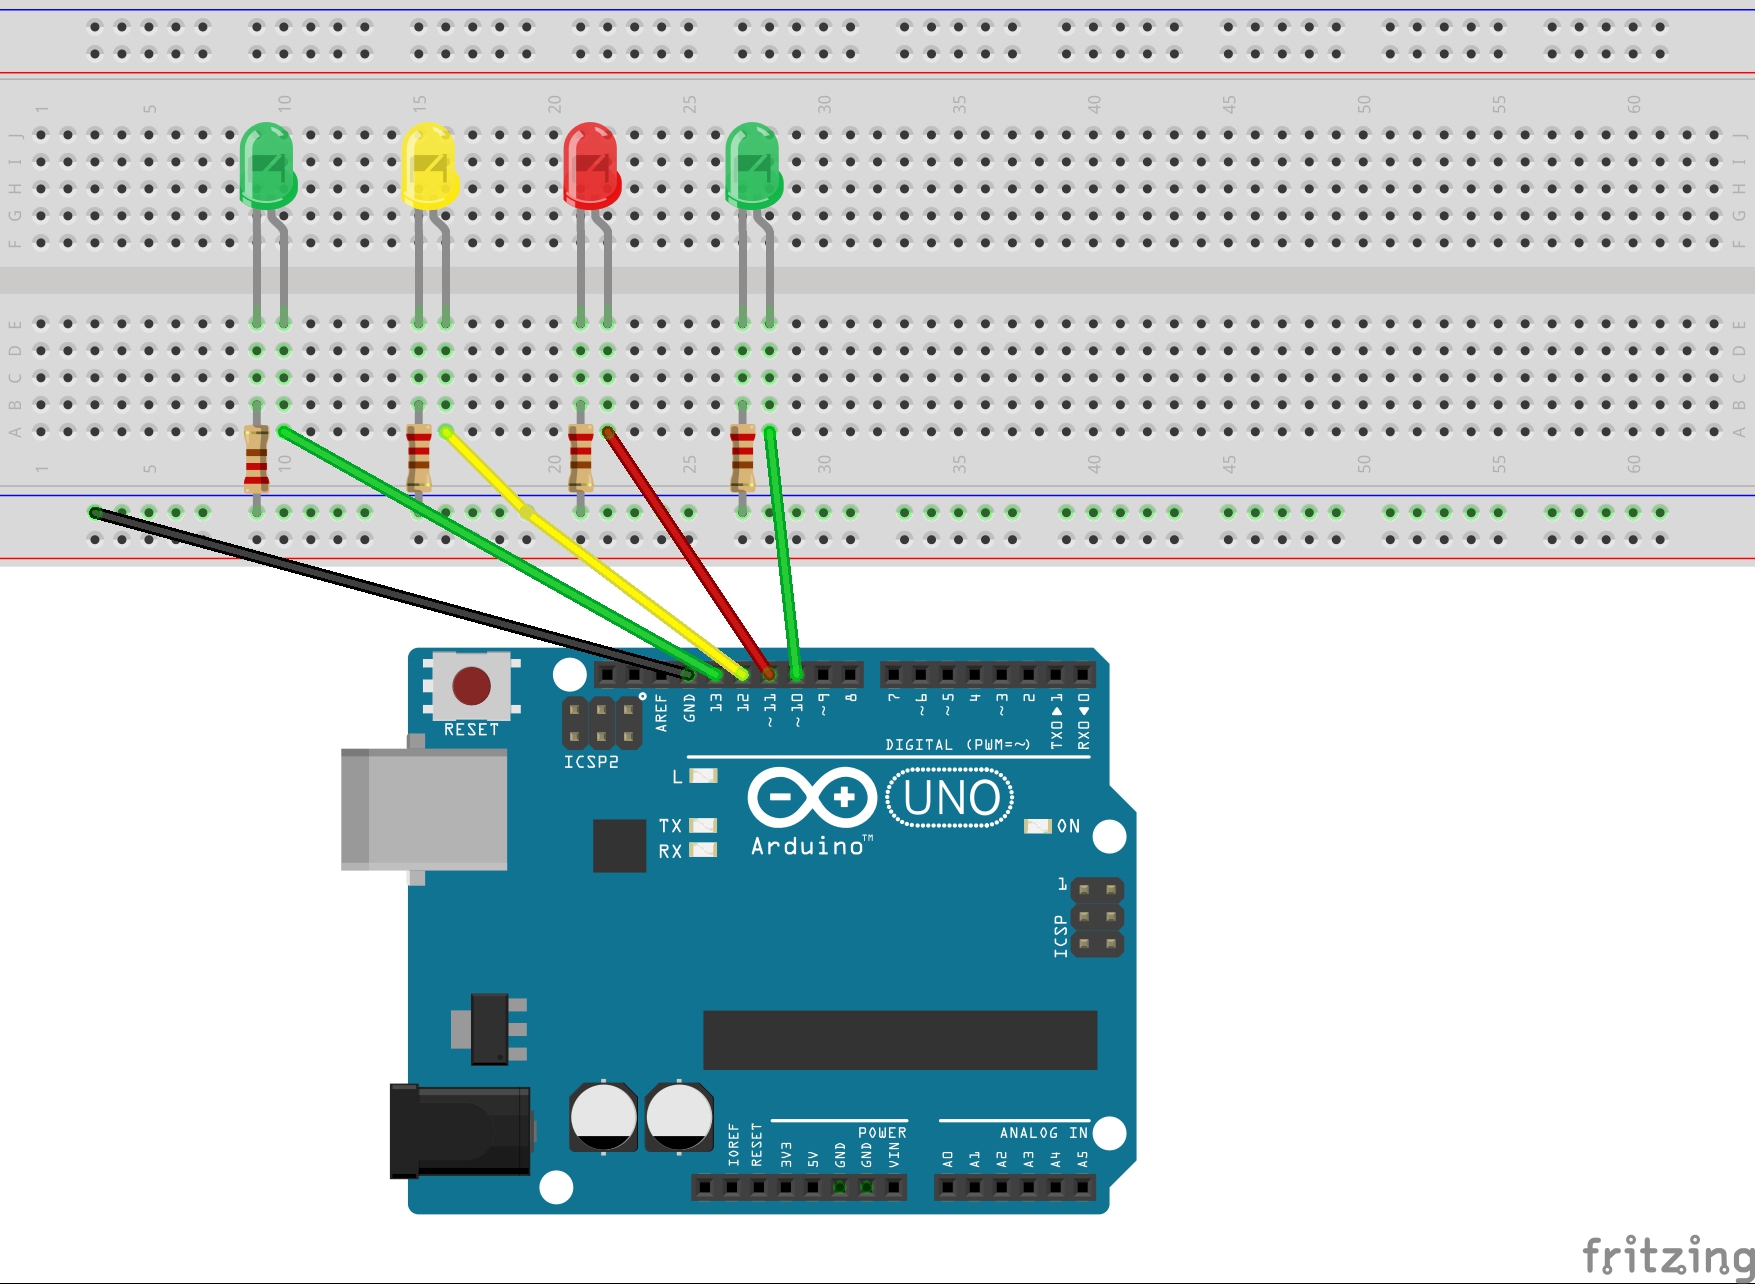 1 5 10 15 20 25 30 35 40 45 50 55 60
J J
I I
H H
G G
F F
E E
D D
C C
B B
A A
1 5 10 15 20 25 30 35 40 45 50 55 60
RESET
AREF GND 13 12 ~11 ~10 ~9 8 7 ~6 ~5 4 ~3 2 TX0▶1 RX0◀0
ICSP2
DIGITAL (PWM=~)
L
TX
RX
UNO
Arduino™
ON
1
ICSP
POWER
ANALOG IN
IOREF RESET 3V3 5V GND GND VIN A0 A1 A2 A3 A4 A5
fritzing